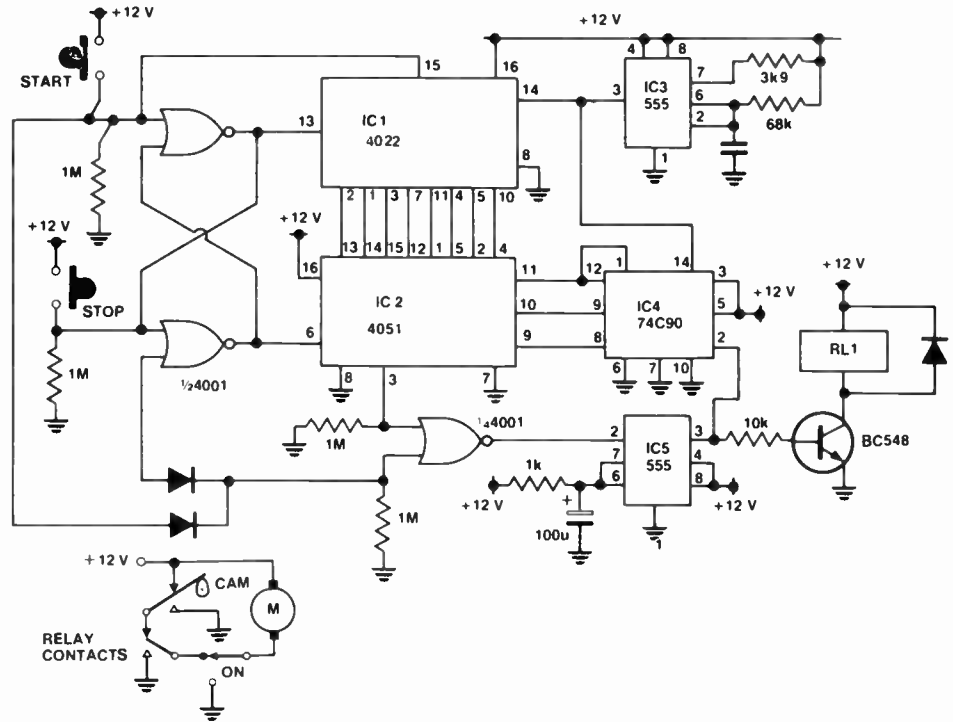 +12 V
START
1M
+12 V
STOP
1M
½4001
13
6
15
16
14
8
IC 1
4022
2 1 3 7 11 4 5 10
13 14 15 12 1 5 2 4
+12 V
16
IC 2
4051
11
10
9
8
3
7
+12 V
4
8
3
IC3
555
7
6
2
1
3k9
68k
12
1
14
9
8
IC4
74C90
3
5
2
+12 V
6
7
10
1M
¼4001
1M
2
7
6
IC5
555
3
4
8
1
1k
+12 V
+
100u
+12 V
10k
BC548
+12 V
RL1
+12 V
CAM
M
RELAY
CONTACTS
ON